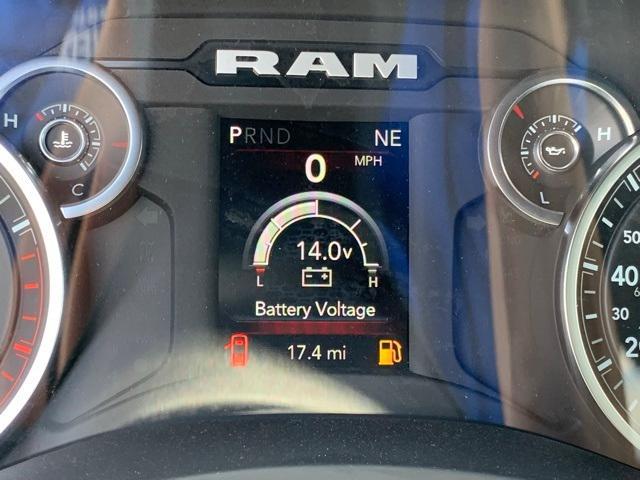 RAM
H
C
PRND NE
0 MPH
14.0v
L H
Battery Voltage
17.4 mi
H
L
50
40
30